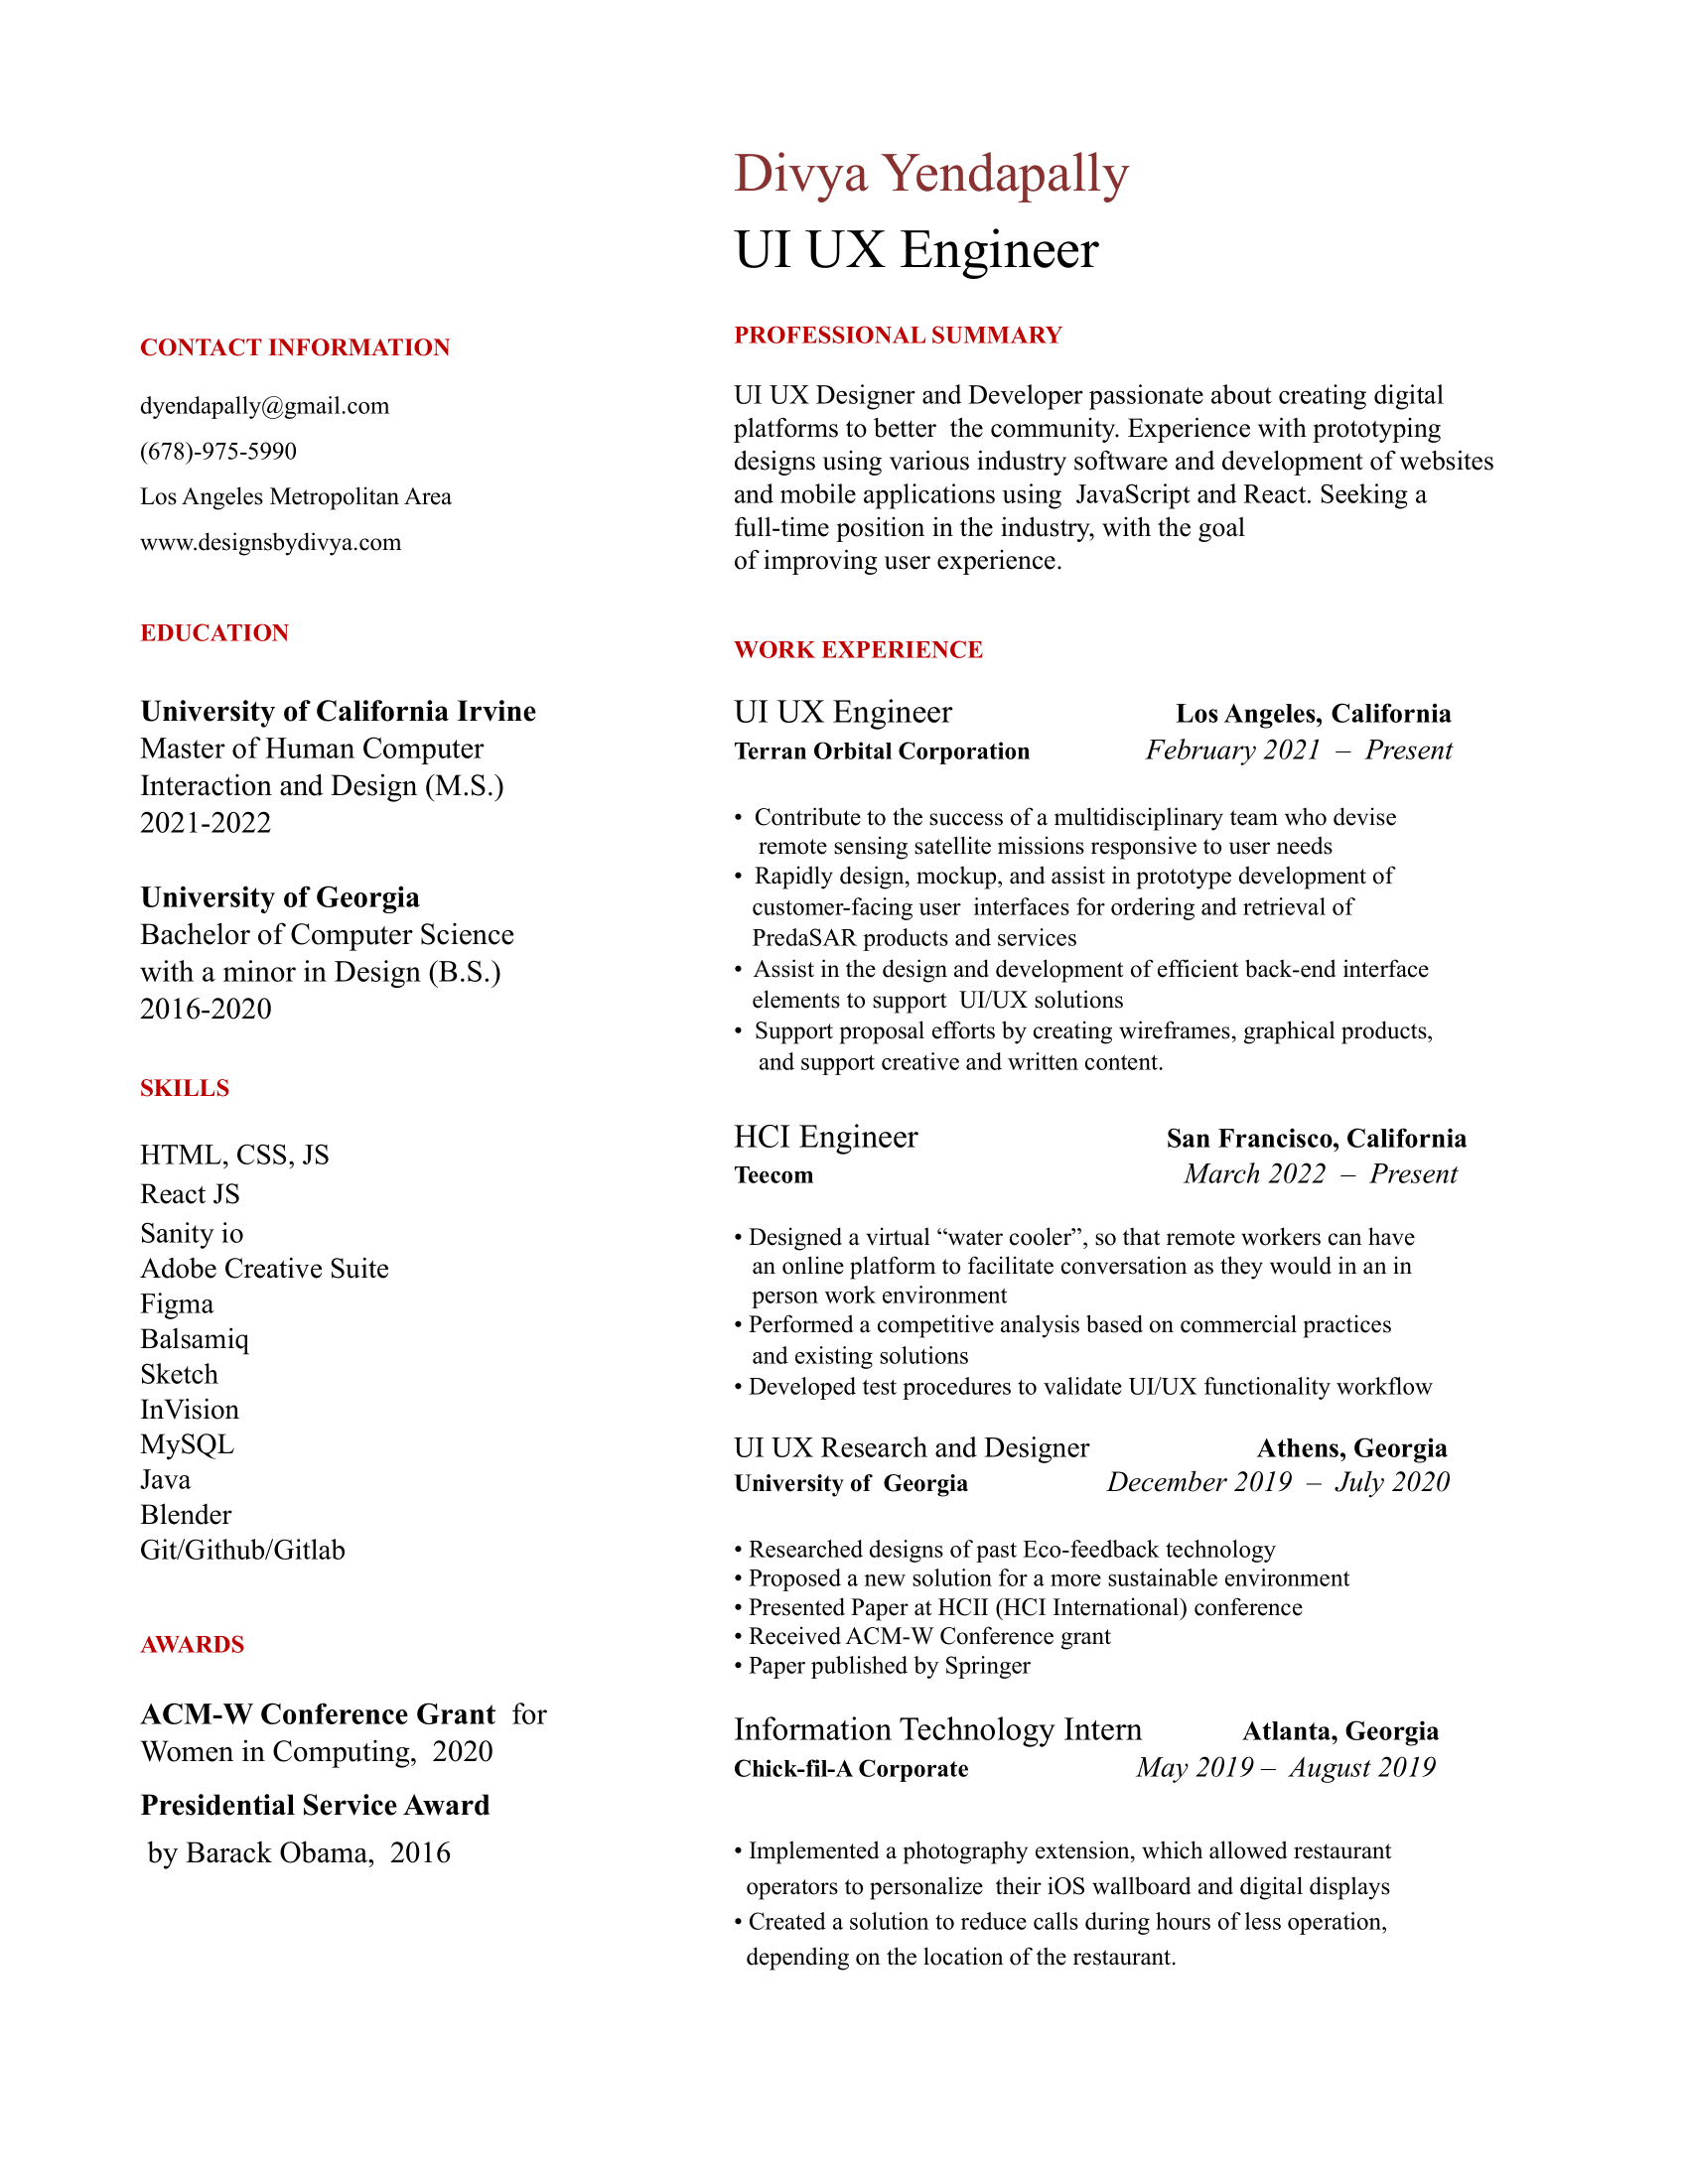 Divya Yendapally
UI UX Engineer
CONTACT INFORMATION
dyendapally@gmail.com
(678)-975-5990
Los Angeles Metropolitan Area
www.designsbydivya.com
EDUCATION
University of California Irvine
Master of Human Computer
Interaction and Design (M.S.)
2021-2022
University of Georgia
Bachelor of Computer Science
with a minor in Design (B.S.)
2016-2020
SKILLS
HTML, CSS, JS
React JS
Sanity io
Adobe Creative Suite
Figma
Balsamiq
Sketch
InVision
MySQL
Java
Blender
Git/Github/Gitlab
AWARDS
ACM-W Conference Grant for
Women in Computing, 2020
Presidential Service Award
by Barack Obama, 2016
PROFESSIONAL SUMMARY
UI UX Designer and Developer passionate about creating digital
platforms to better the community. Experience with prototyping
designs using various industry software and development of websites
and mobile applications using JavaScript and React. Seeking a
full-time position in the industry, with the goal
of improving user experience.
WORK EXPERIENCE
UI UX Engineer Los Angeles, California
Terran Orbital Corporation February 2021 – Present
• Contribute to the success of a multidisciplinary team who devise
remote sensing satellite missions responsive to user needs
• Rapidly design, mockup, and assist in prototype development of
customer-facing user interfaces for ordering and retrieval of
PredaSAR products and services
• Assist in the design and development of efficient back-end interface
elements to support UI/UX solutions
• Support proposal efforts by creating wireframes, graphical products,
and support creative and written content.
HCI Engineer San Francisco, California
Teecom March 2022 – Present
• Designed a virtual “water cooler”, so that remote workers can have
an online platform to facilitate conversation as they would in an in
person work environment
• Performed a competitive analysis based on commercial practices
and existing solutions
• Developed test procedures to validate UI/UX functionality workflow
UI UX Research and Designer Athens, Georgia
University of Georgia December 2019 – July 2020
• Researched designs of past Eco-feedback technology
• Proposed a new solution for a more sustainable environment
• Presented Paper at HCII (HCI International) conference
• Received ACM-W Conference grant
• Paper published by Springer
Information Technology Intern Atlanta, Georgia
Chick-fil-A Corporate May 2019 – August 2019
• Implemented a photography extension, which allowed restaurant
operators to personalize their iOS wallboard and digital displays
• Created a solution to reduce calls during hours of less operation,
depending on the location of the restaurant.